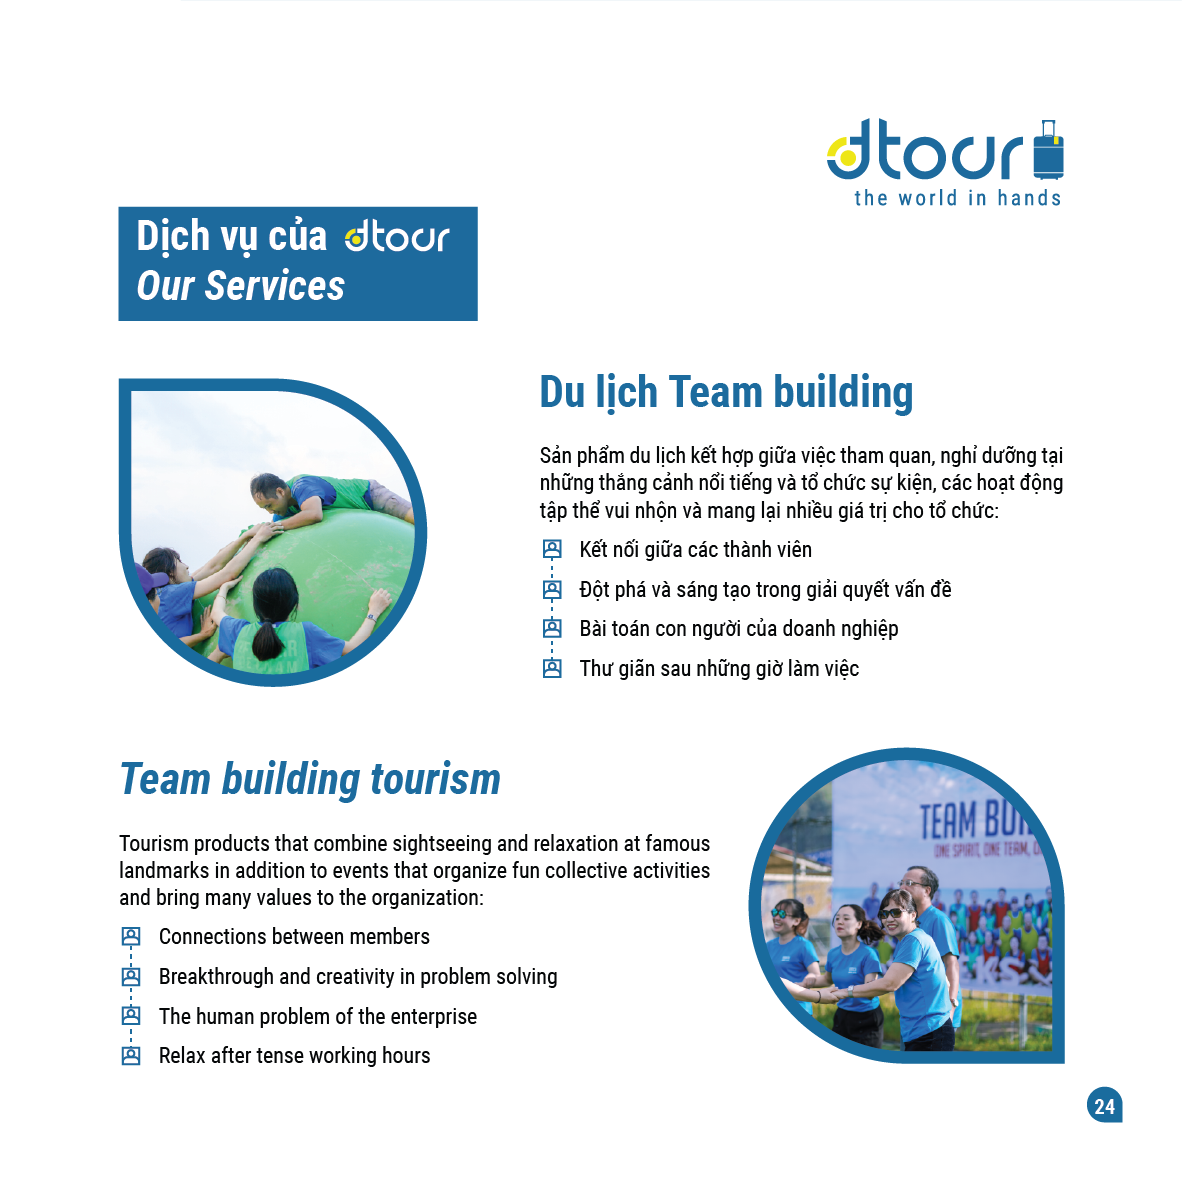 dtour
the world in hands
Dịch vụ của dtour
Our Services
Du lịch Team building
Sản phẩm du lịch kết hợp giữa việc tham quan, nghỉ dưỡng tại
những thắng cảnh nổi tiếng và tổ chức sự kiện, các hoạt động
tập thể vui nhộn và mang lại nhiều giá trị cho tổ chức:
Kết nối giữa các thành viên
Đột phá và sáng tạo trong giải quyết vấn đề
Bài toán con người của doanh nghiệp
Thư giãn sau những giờ làm việc
Team building tourism
Tourism products that combine sightseeing and relaxation at famous
landmarks in addition to events that organize fun collective activities
and bring many values to the organization:
Connections between members
Breakthrough and creativity in problem solving
The human problem of the enterprise
Relax after tense working hours
TEAM BUI
ONE SPIRIT, ONE TEAM,
24